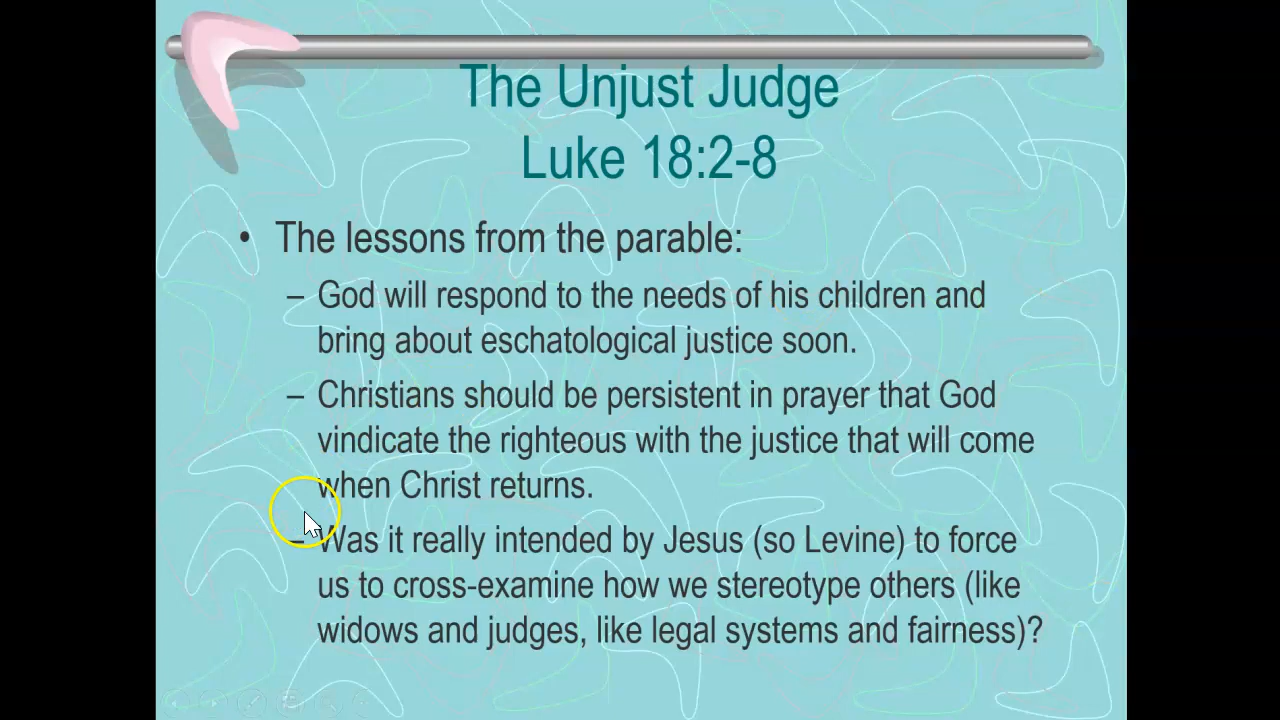 The Unjust Judge
Luke 18:2-8
• The lessons from the parable:
– God will respond to the needs of his children and
bring about eschatological justice soon.
– Christians should be persistent in prayer that God
vindicate the righteous with the justice that will come
when Christ returns.
– Was it really intended by Jesus (so Levine) to force
us to cross-examine how we stereotype others (like
widows and judges, like legal systems and fairness)?